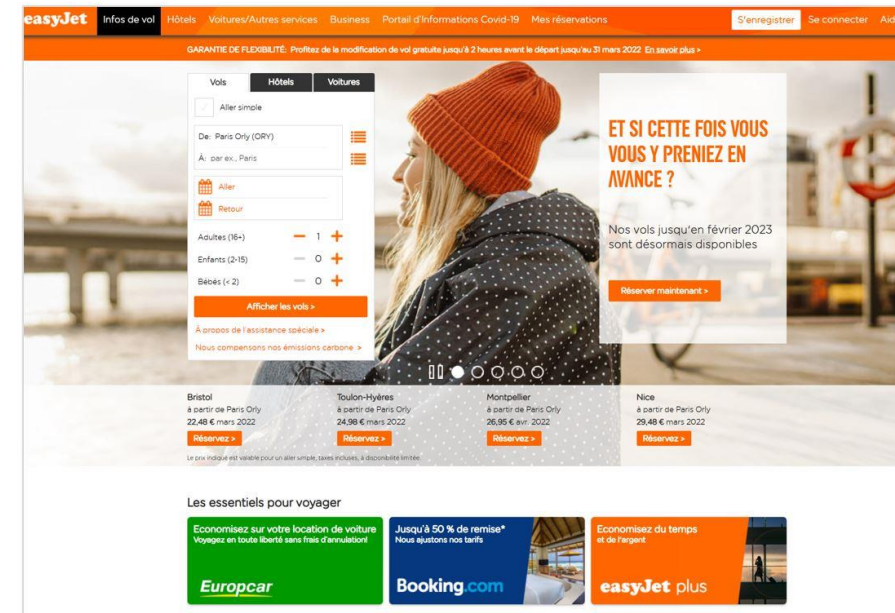 easyJet Infos de vol Hôtels Voitures/Autres services Business Portail d'Informations Covid-19 Mes réservations S'enregistrer Se connecter Aid
GARANTIE DE FLEXIBILITÉ: Profitez de la modification de vol gratuite jusqu'à 2 heures avant le départ jusqu'au 31 mars 2022 En savoir plus >
Vols Hôtels Voitures
Aller simple
De: Paris Orly (ORY)
À: par ex., Paris
Aller
Retour
Adultes (16+) 1
Enfants (2-15) 0
Bébés (< 2) 0
Afficher les vols >
À propos de l'assistance spéciale >
Nous compensons nos émissions carbone >
ET SI CETTE FOIS VOUS
VOUS Y PRENIEZ EN
AVANCE ?
Nos vols jusqu'en février 2023
sont désormais disponibles
Réserver maintenant >
Bristol
à partir de Paris Orly
22,48 € mars 2022
Réservez >
Toulon-Hyères
à partir de Paris Orly
24,98 € mars 2022
Réservez >
Montpellier
à partir de Paris Orly
26,95 € avr. 2022
Réservez >
Nice
à partir de Paris Orly
29,48 € mars 2022
Réservez >
Le prix indiqué est valable pour un aller simple, taxes incluses, à disponibilité limitée.
Les essentiels pour voyager
Economisez sur votre location de voiture
Voyagez en toute liberté sans frais d'annulation!
Europcar
Jusqu'à 50 % de remise*
Nous ajustons nos tarifs
Booking.com
Economisez du temps
et de l'argent
easyJet plus